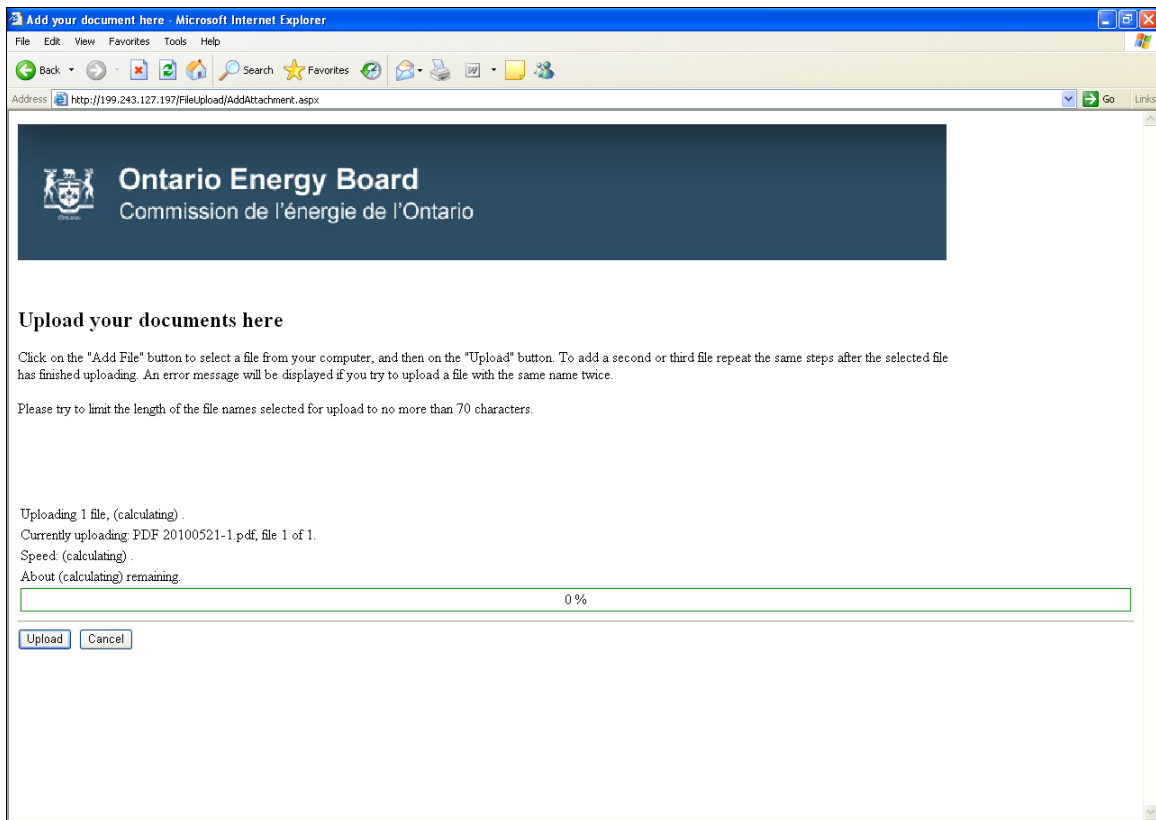 Add your document here - Microsoft Internet Explorer
File Edit View Favorites Tools Help
Back Search Favorites
Address http://199.243.127.197/FileUpload/AddAttachment.aspx Go Links
Ontario Energy Board
Commission de l'énergie de l'Ontario
Upload your documents here
Click on the "Add File" button to select a file from your computer, and then on the "Upload" button. To add a second or third file repeat the same steps after the selected file
has finished uploading. An error message will be displayed if you try to upload a file with the same name twice.
Please try to limit the length of the file names selected for upload to no more than 70 characters.
Uploading 1 file, (calculating) .
Currently uploading: PDF 20100521-1.pdf, file 1 of 1.
Speed: (calculating) .
About (calculating) remaining.
0 %
Upload Cancel